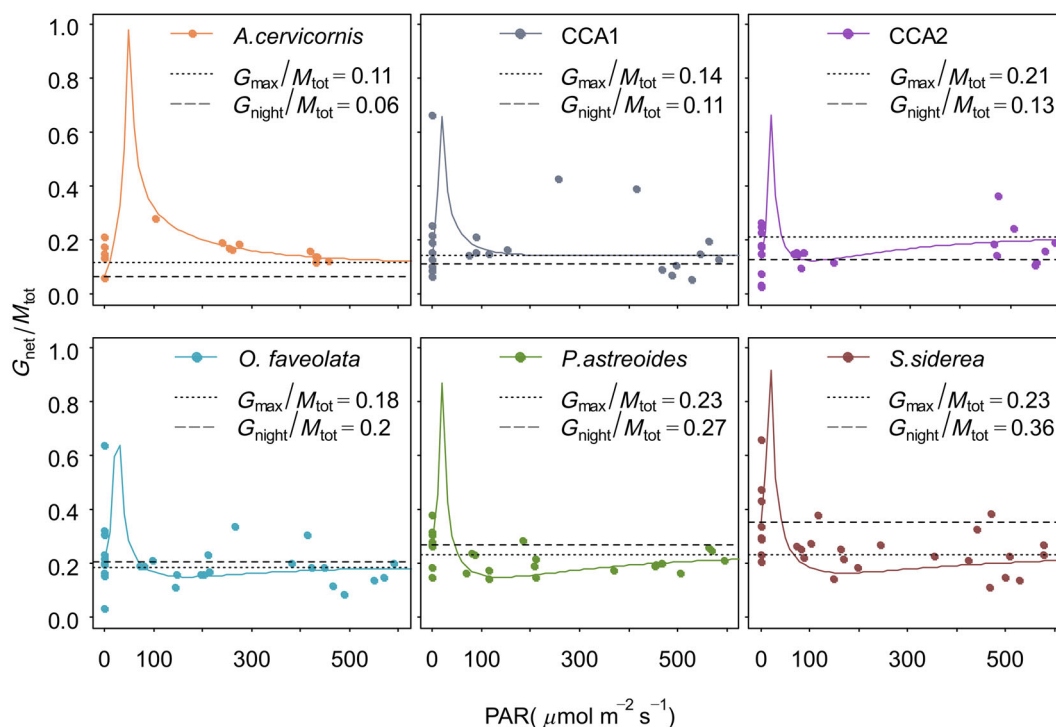 A.cervicornis
Gmax/Mtot = 0.11
Gnight/Mtot = 0.06
CCA1
Gmax/Mtot = 0.14
Gnight/Mtot = 0.11
CCA2
Gmax/Mtot = 0.21
Gnight/Mtot = 0.13
1.0
0.8
0.6
0.4
0.2
0.0
Gnet/Mtot
O. faveolata
Gmax/Mtot = 0.18
Gnight/Mtot = 0.2
P.astreoides
Gmax/Mtot = 0.23
Gnight/Mtot = 0.27
S.siderea
Gmax/Mtot = 0.23
Gnight/Mtot = 0.36
1.0
0.8
0.6
0.4
0.2
0.0
0 100 300 500
0 100 300 500
0 100 300 500
PAR( μmol m⁻² s⁻¹)